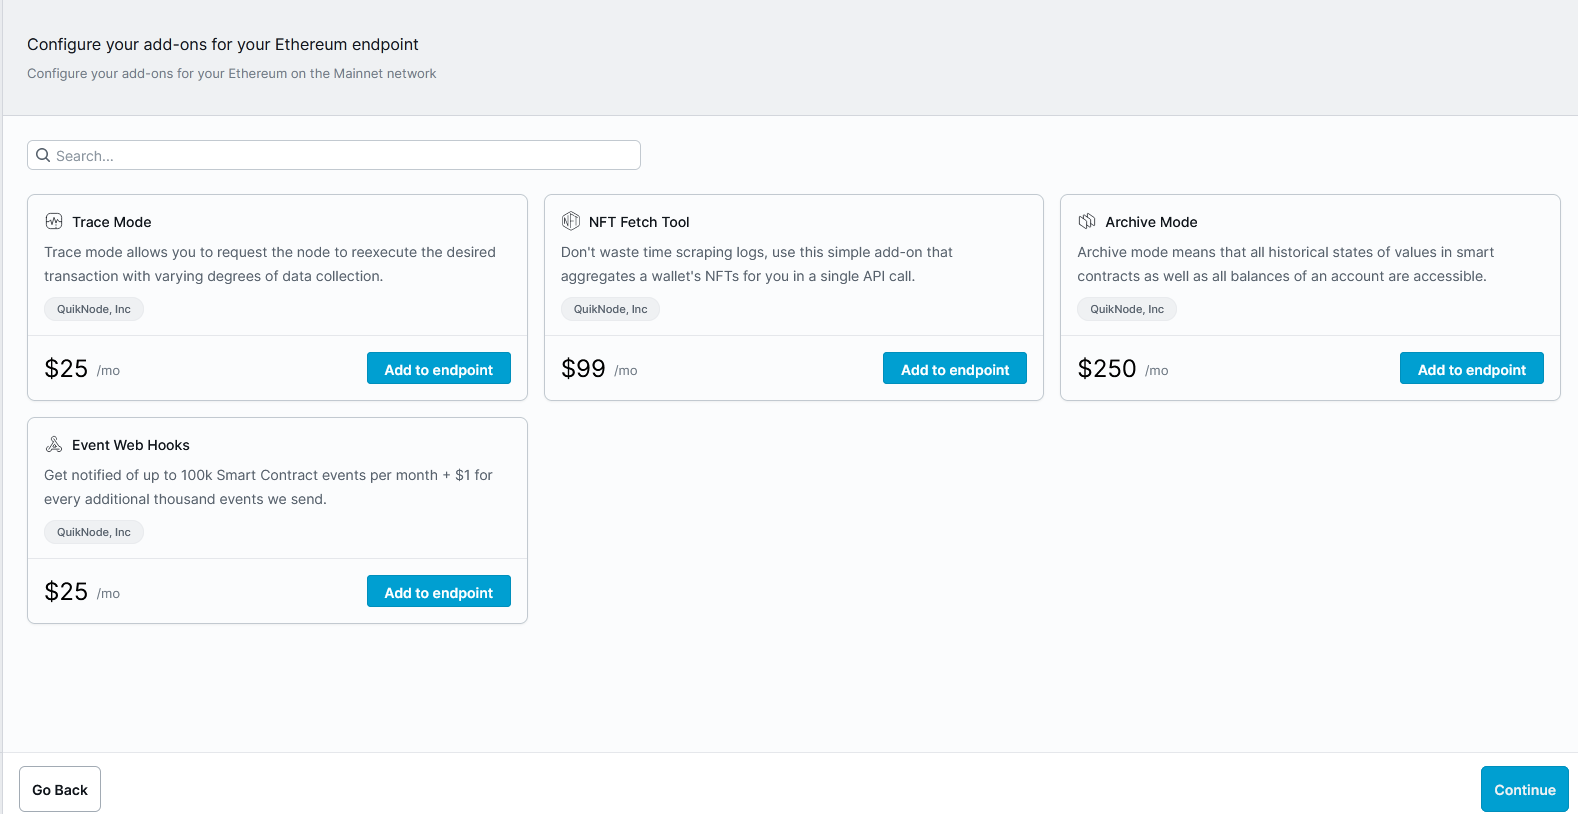 Configure your add-ons for your Ethereum endpoint
Configure your add-ons for your Ethereum on the Mainnet network
Search...
Trace Mode
Trace mode allows you to request the node to reexecute the desired
transaction with varying degrees of data collection.
QuikNode, Inc
$25 /mo
Add to endpoint
NFT
NFT Fetch Tool
Don't waste time scraping logs, use this simple add-on that
aggregates a wallet's NFTs for you in a single API call.
QuikNode, Inc
$99 /mo
Add to endpoint
Archive Mode
Archive mode means that all historical states of values in smart
contracts as well as all balances of an account are accessible.
QuikNode, Inc
$250 /mo
Add to endpoint
Event Web Hooks
Get notified of up to 100k Smart Contract events per month + $1 for
every additional thousand events we send.
QuikNode, Inc
$25 /mo
Add to endpoint
Go Back
Continue